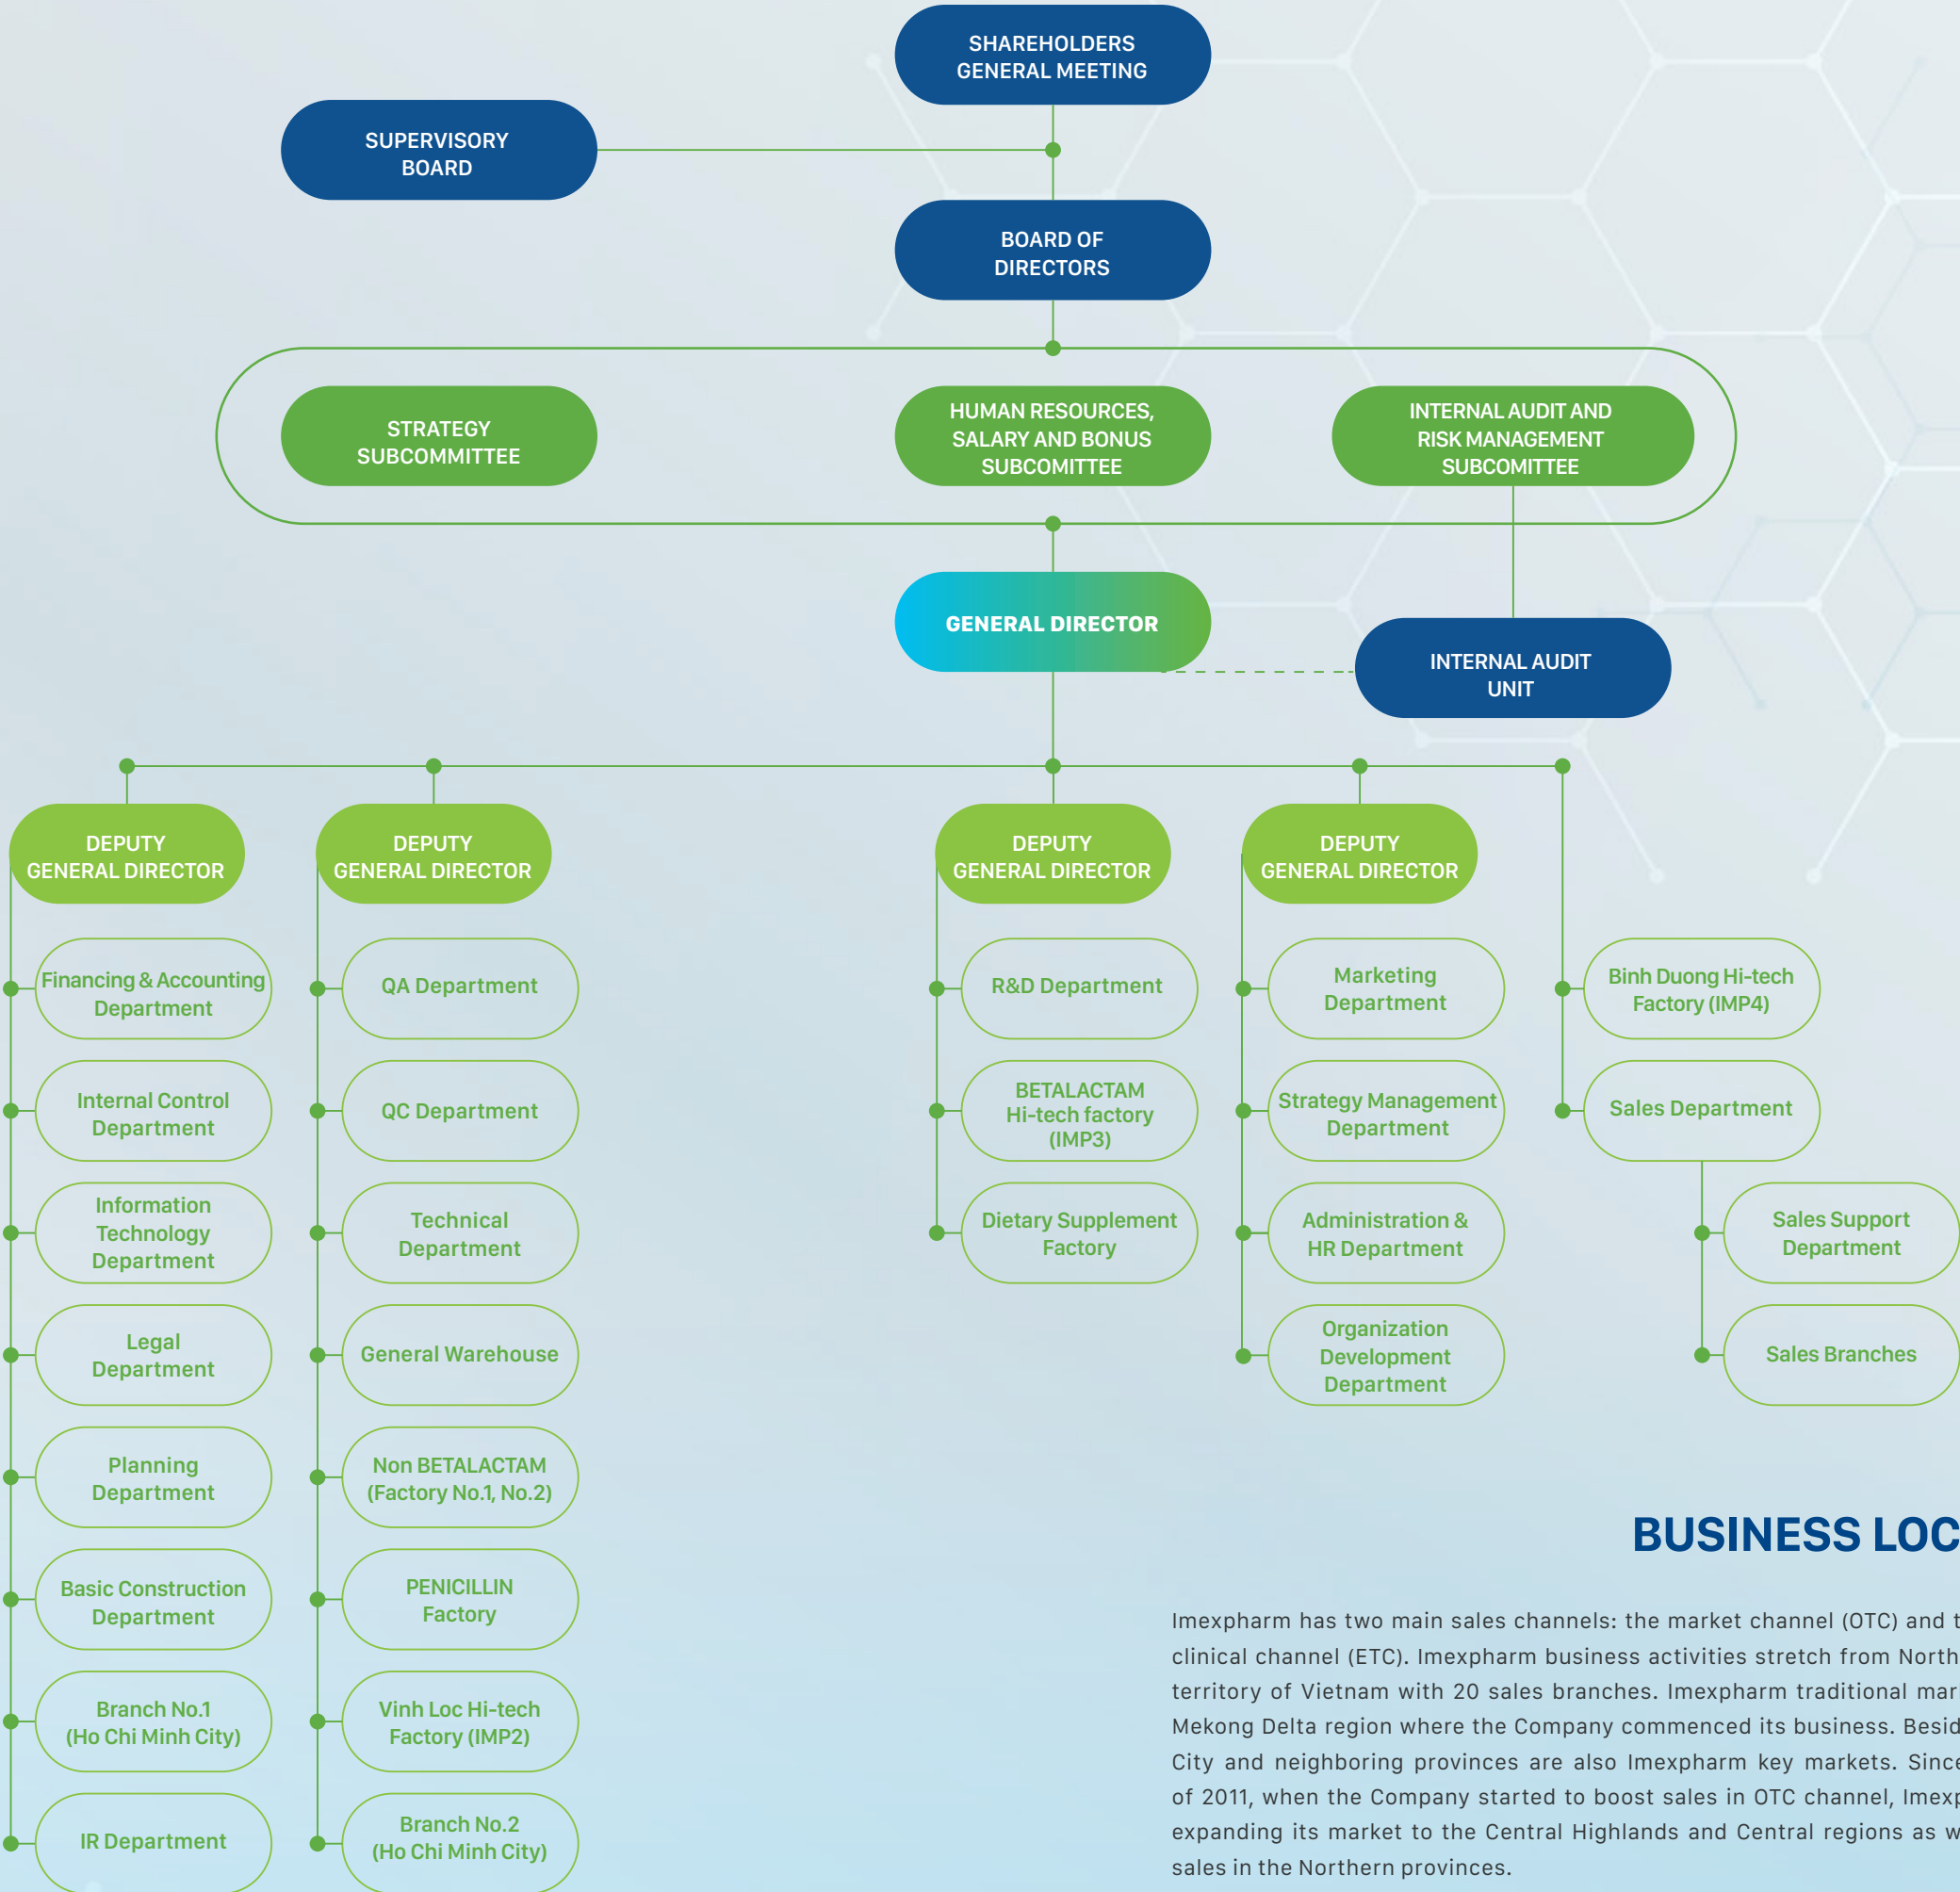 SHAREHOLDERS
GENERAL MEETING
SUPERVISORY
BOARD
BOARD OF
DIRECTORS
STRATEGY
SUBCOMMITTEE
HUMAN RESOURCES,
SALARY AND BONUS
SUBCOMITTEE
INTERNAL AUDIT AND
RISK MANAGEMENT
SUBCOMITTEE
GENERAL DIRECTOR
INTERNAL AUDIT
UNIT
DEPUTY
GENERAL DIRECTOR
Financing & Accounting
Department
Internal Control
Department
Information
Technology
Department
Legal
Department
Planning
Department
Basic Construction
Department
Branch No.1
(Ho Chi Minh City)
IR Department
DEPUTY
GENERAL DIRECTOR
QA Department
QC Department
Technical
Department
General Warehouse
Non BETALACTAM
(Factory No.1, No.2)
PENICILLIN
Factory
Vinh Loc Hi-tech
Factory (IMP2)
Branch No.2
(Ho Chi Minh City)
DEPUTY
GENERAL DIRECTOR
R&D Department
BETALACTAM
Hi-tech factory
(IMP3)
Dietary Supplement
Factory
DEPUTY
GENERAL DIRECTOR
Marketing
Department
Strategy Management
Department
Administration &
HR Department
Organization
Development
Department
Binh Duong Hi-tech
Factory (IMP4)
Sales Department
Sales Support
Department
Sales Branches
BUSINESS LOC
Imexpharm has two main sales channels: the market channel (OTC) and t
clinical channel (ETC). Imexpharm business activities stretch from North
territory of Vietnam with 20 sales branches. Imexpharm traditional mar
Mekong Delta region where the Company commenced its business. Besid
City and neighboring provinces are also Imexpharm key markets. Since
of 2011, when the Company started to boost sales in OTC channel, Imexp
expanding its market to the Central Highlands and Central regions as w
sales in the Northern provinces.